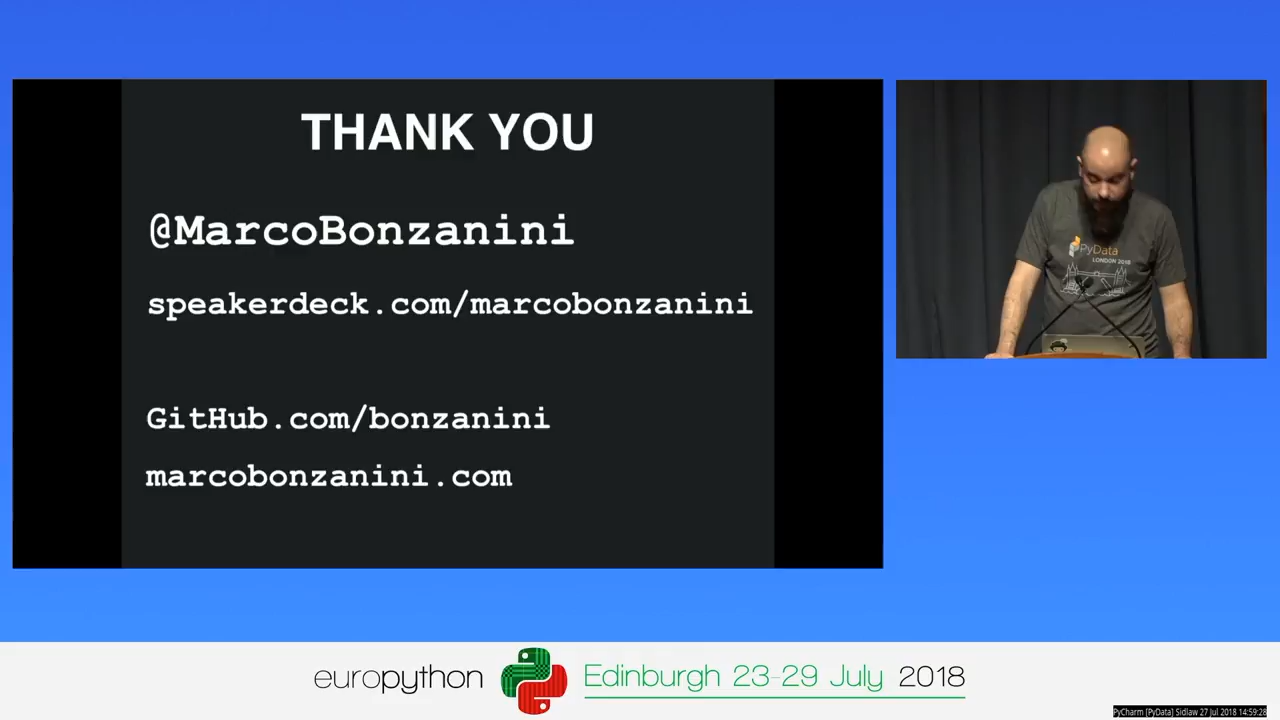 THANK YOU
@MarcoBonzanini
speakerdeck.com/marcobonzanini
GitHub.com/bonzanini
marcobonzanini.com
PyData
LONDON 2018
europython Edinburgh 23-29 July 2018
PyCharm [PyData] Sidlaw 27 Jul 2018 14:59:28